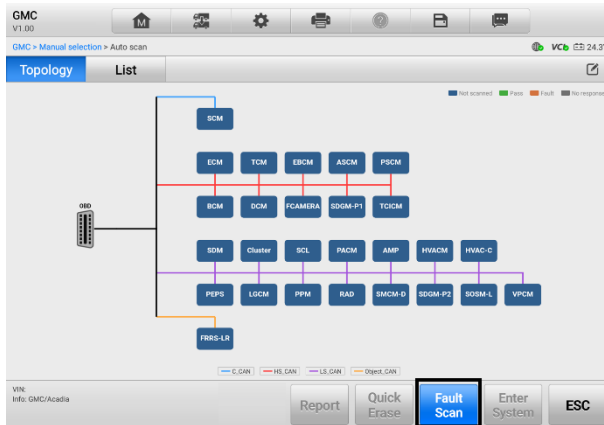 GMC
V1.00
M
?
GMC > Manual selection > Auto scan
VCI 24.3
Topology List
Not scanned Pass Fault No response
SCM
ECM TCM EBCM ASCM PSCM
OBD
BCM DCM FCAMERA SDGM-P1 TCICM
SDM Cluster SCL PACM AMP HVACM HVAC-C
PEPS LGCM PPM RAD SMCM-D SDGM-P2 SOSM-L VPCM
FRRS-LR
C_CAN HS_CAN LS_CAN Object_CAN
VIN:
Info: GMC/Acadia
Report Quick Erase Fault Scan Enter System ESC